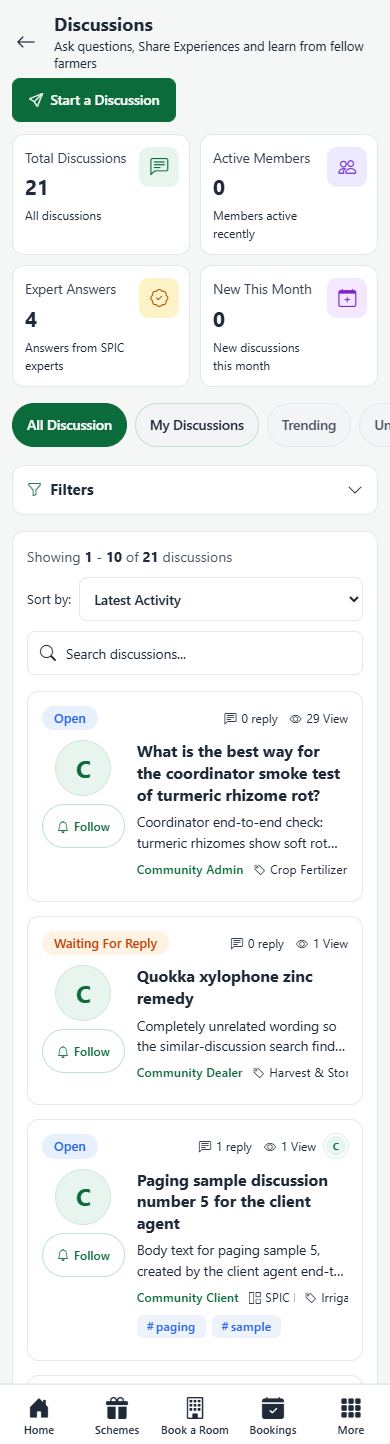 Discussions
Ask questions, Share Experiences and learn from fellow
farmers
Start a Discussion
Total Discussions
21
All discussions
Active Members
0
Members active
recently
Expert Answers
4
Answers from SPIC
experts
New This Month
0
New discussions
this month
All Discussion
My Discussions
Trending
Filters
Showing 1 - 10 of 21 discussions
Sort by: Latest Activity
Search discussions...
Open 0 reply 29 View
C
Follow
What is the best way for
the coordinator smoke test
of turmeric rhizome rot?
Coordinator end-to-end check:
turmeric rhizomes show soft rot...
Community Admin Crop Fertilizer
Waiting For Reply 0 reply 1 View
C
Follow
Quokka xylophone zinc
remedy
Completely unrelated wording so
the similar-discussion search find...
Community Dealer Harvest &
Open 1 reply 1 View C
C
Follow
Paging sample discussion
number 5 for the client
agent
Body text for paging sample 5,
created by the client agent end-t...
Community Client SPIC
#paging #sample
Home Schemes Book a Room Bookings More